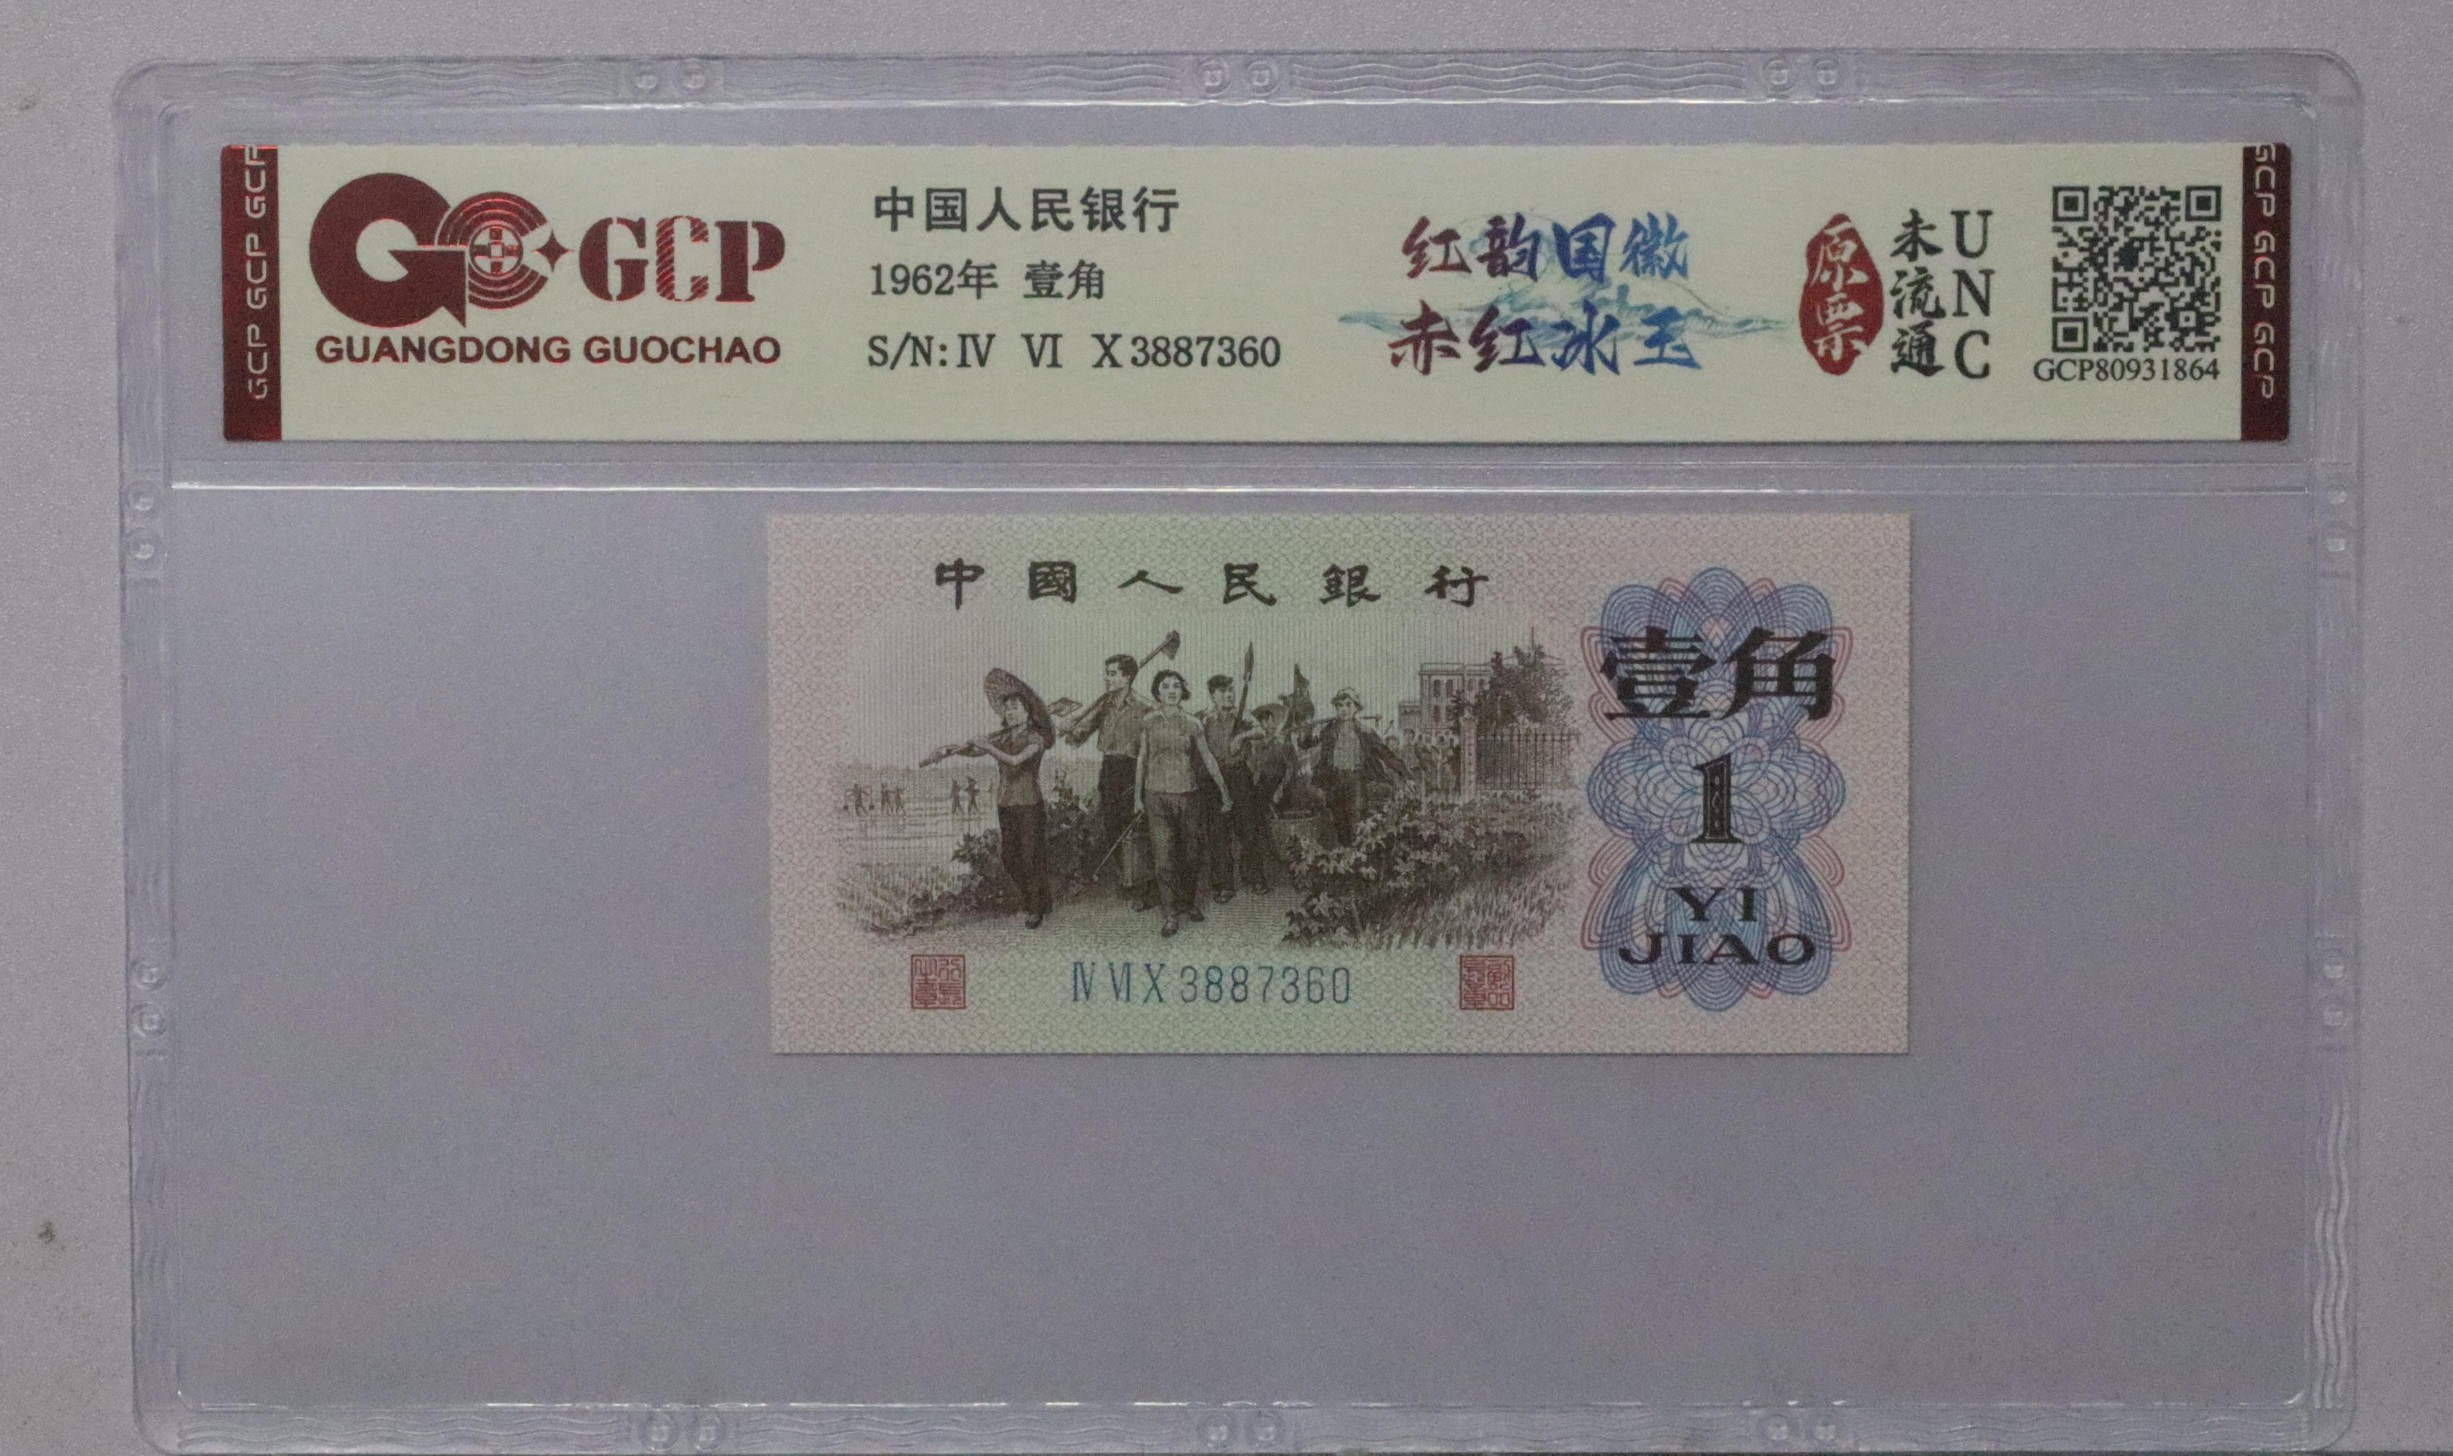 GCP GCP GCP
GCP
GUANGDONG GUOCHAO
中国人民银行
1962年 壹角
S/N: IV VI X 3887360
红韵国徽
赤红冰玉
原票
未流通
UNC
GCP80931864
GCP GCP GCP
中國人民銀行
壹角
1
YI
JIAO
IV VI X 3887360